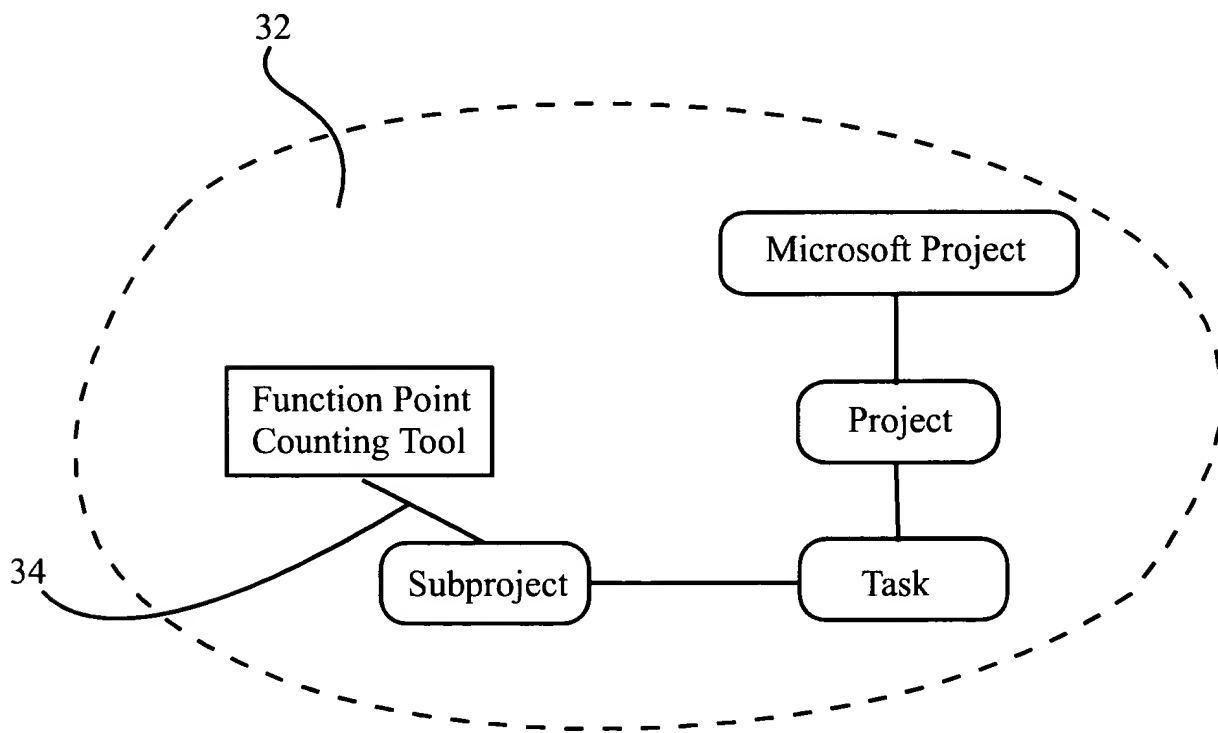 32
Microsoft Project
Function Point
Counting Tool
Project
34
Subproject
Task